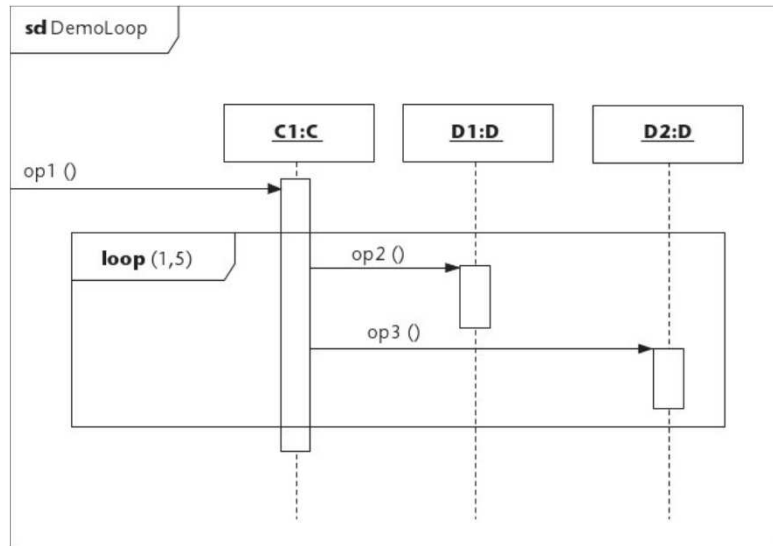 sd DemoLoop
C1:C
D1:D
D2:D
op1 ()
loop (1,5)
op2 ()
op3 ()